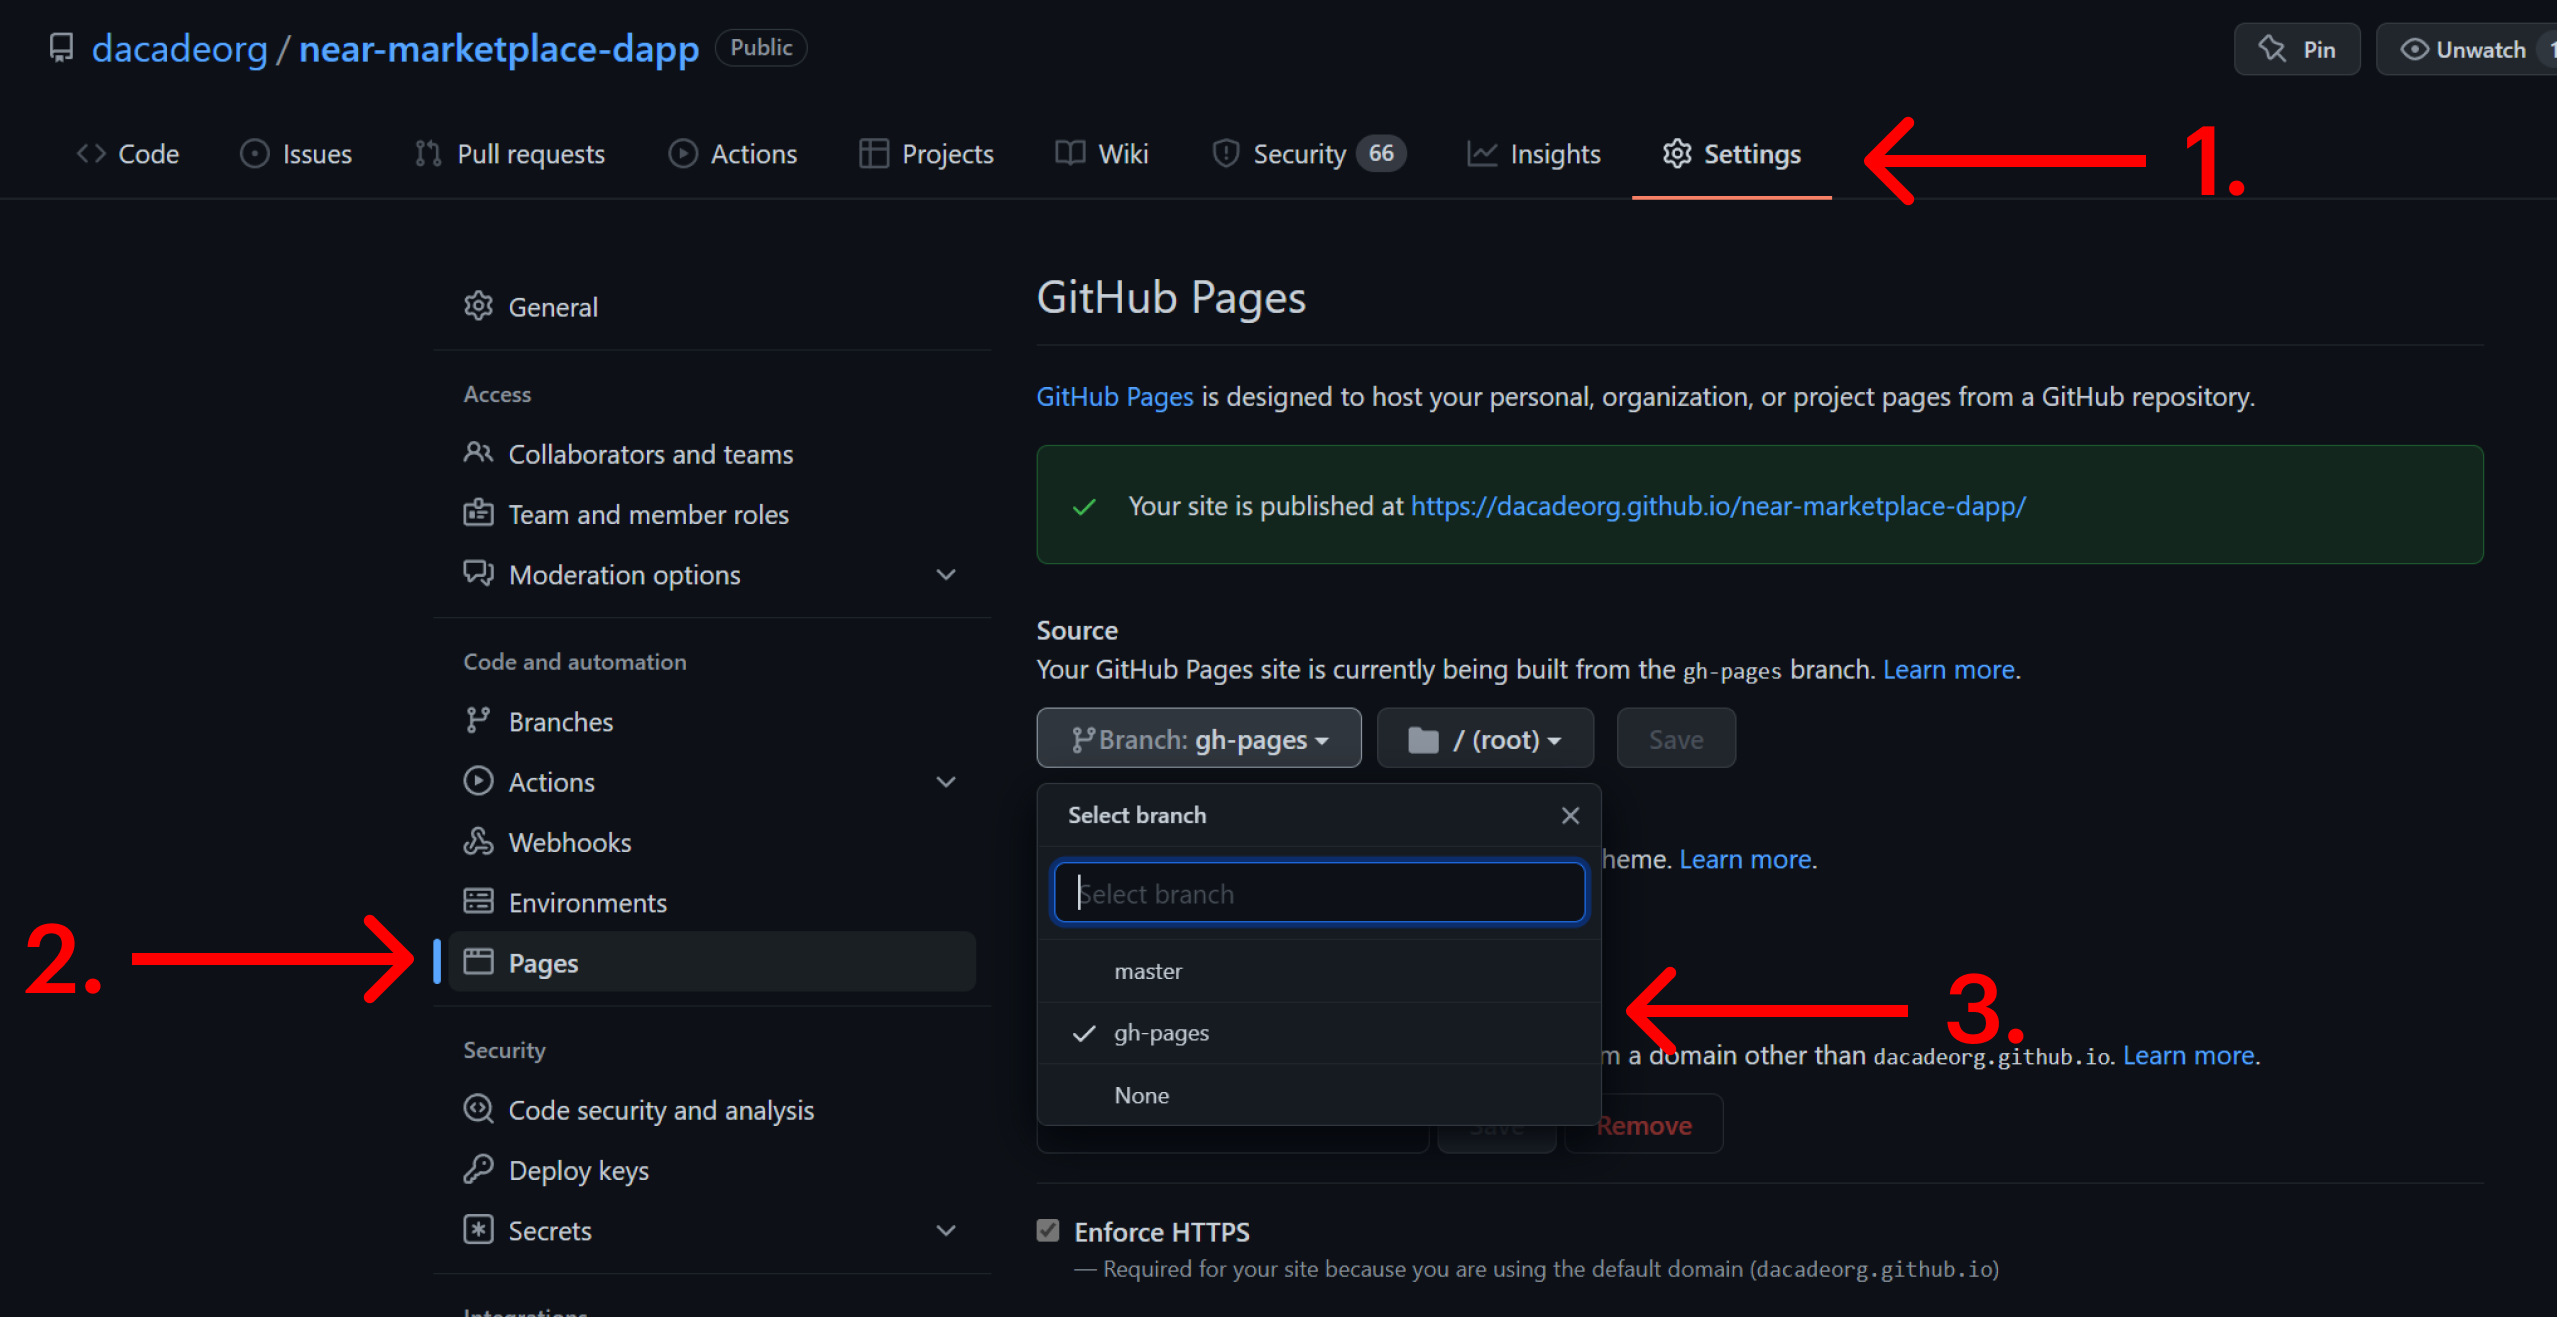 dacadeorg / near-marketplace-dapp Public Pin Unwatch 1
Code Issues Pull requests Actions Projects Wiki Security 66 Insights Settings 1.
General
Access
Collaborators and teams
Team and member roles
Moderation options
Code and automation
Branches
Actions
Webhooks
Environments
2. Pages
Security
Code security and analysis
Deploy keys
Secrets
Integrations
GitHub Pages
GitHub Pages is designed to host your personal, organization, or project pages from a GitHub repository.
Your site is published at https://dacadeorg.github.io/near-marketplace-dapp/
Source
Your GitHub Pages site is currently being built from the gh-pages branch. Learn more.
Branch: gh-pages / (root) Save
Select branch
heme. Learn more.
Select branch
master
3.
gh-pages
m a domain other than dacadeorg.github.io. Learn more.
None
Save Remove
Enforce HTTPS
— Required for your site because you are using the default domain (dacadeorg.github.io)